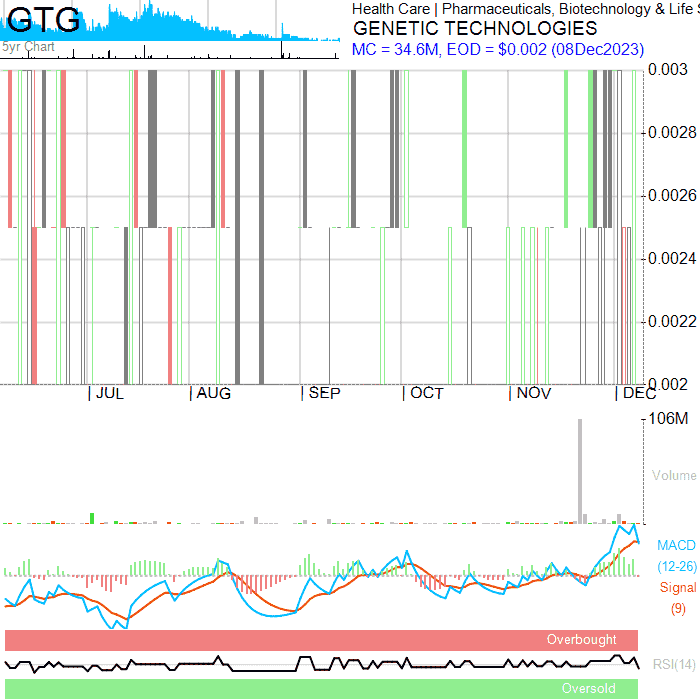 GTG
5yr Chart
Health Care | Pharmaceuticals, Biotechnology & Life S
GENETIC TECHNOLOGIES
MC = 34.6M, EOD = $0.002 (08Dec2023)
0.003
0.0028
0.0026
0.0024
0.0022
0.002
JUL
AUG
SEP
OCT
NOV
DEC
106M
Volume
MACD
(12-26)
Signal
(9)
Overbought
RSI(14)
Oversold